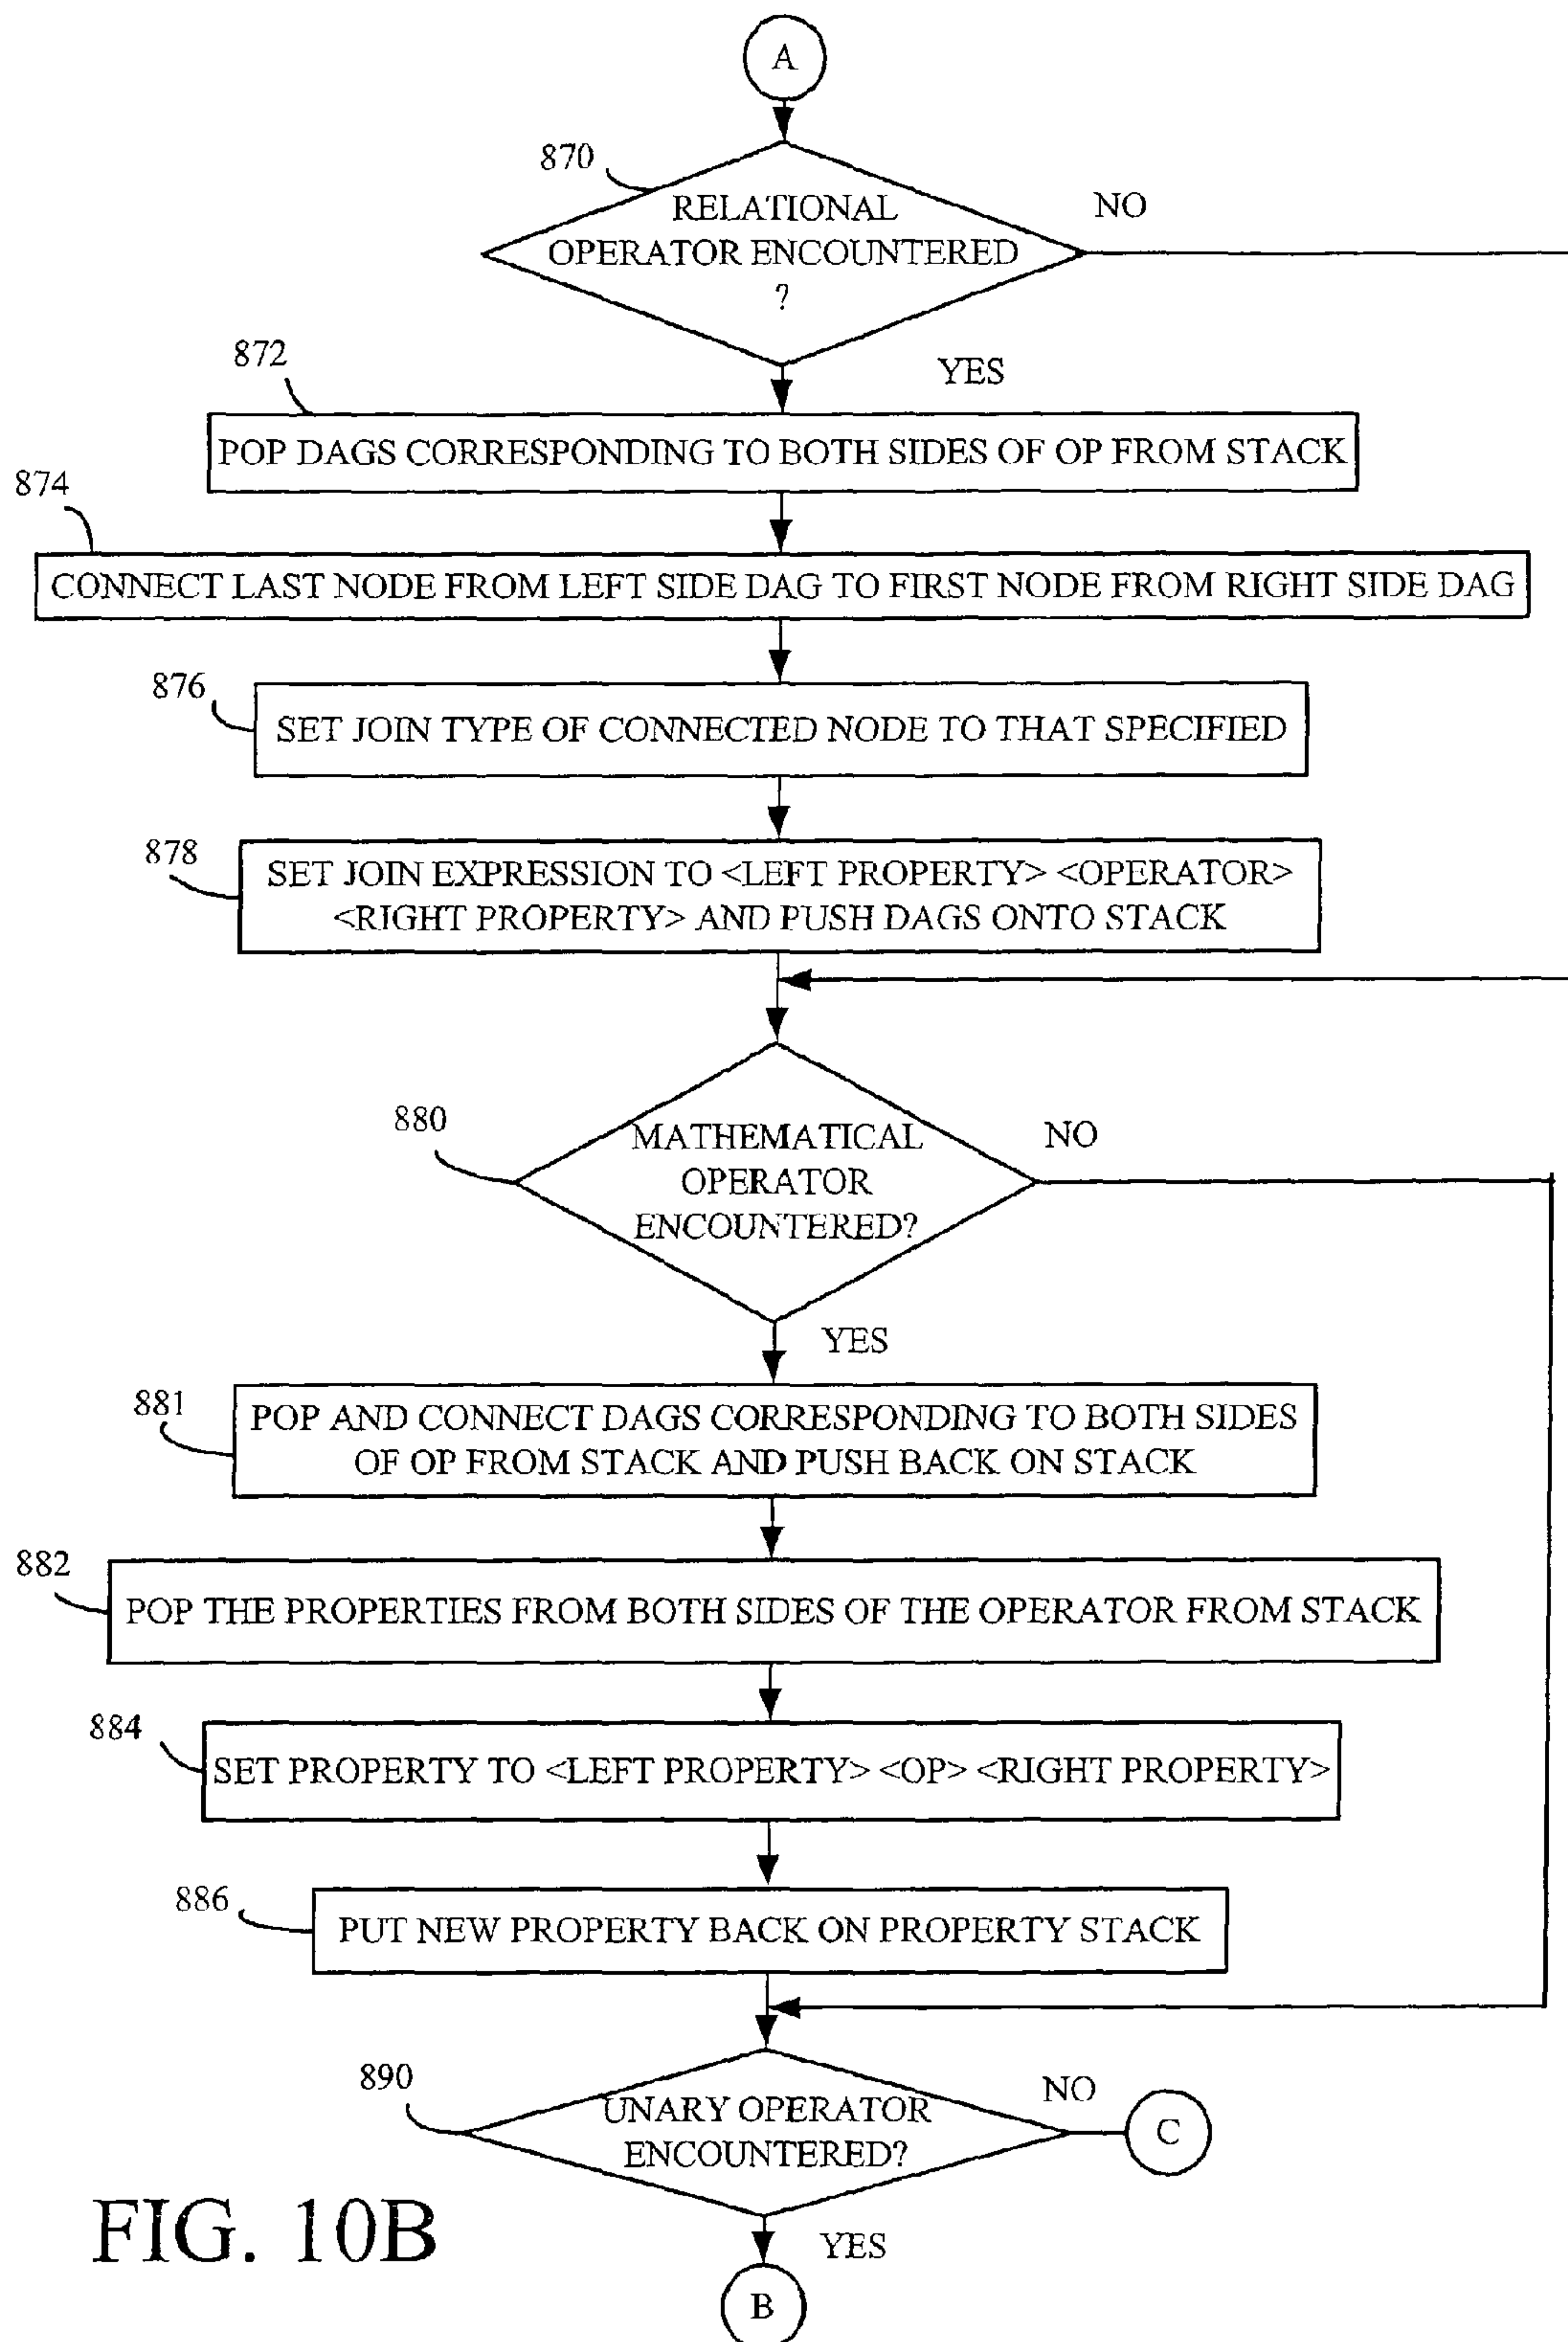 A
870
RELATIONAL
OPERATOR ENCOUNTERED
?
NO
YES
872
POP DAGS CORRESPONDING TO BOTH SIDES OF OP FROM STACK
874
CONNECT LAST NODE FROM LEFT SIDE DAG TO FIRST NODE FROM RIGHT SIDE DAG
876
SET JOIN TYPE OF CONNECTED NODE TO THAT SPECIFIED
878
SET JOIN EXPRESSION TO <LEFT PROPERTY> <OPERATOR>
<RIGHT PROPERTY> AND PUSH DAGS ONTO STACK
880
MATHEMATICAL
OPERATOR
ENCOUNTERED?
NO
YES
881
POP AND CONNECT DAGS CORRESPONDING TO BOTH SIDES
OF OP FROM STACK AND PUSH BACK ON STACK
882
POP THE PROPERTIES FROM BOTH SIDES OF THE OPERATOR FROM STACK
884
SET PROPERTY TO <LEFT PROPERTY> <OP> <RIGHT PROPERTY>
886
PUT NEW PROPERTY BACK ON PROPERTY STACK
890
UNARY OPERATOR
ENCOUNTERED?
NO
C
YES
B
FIG. 10B